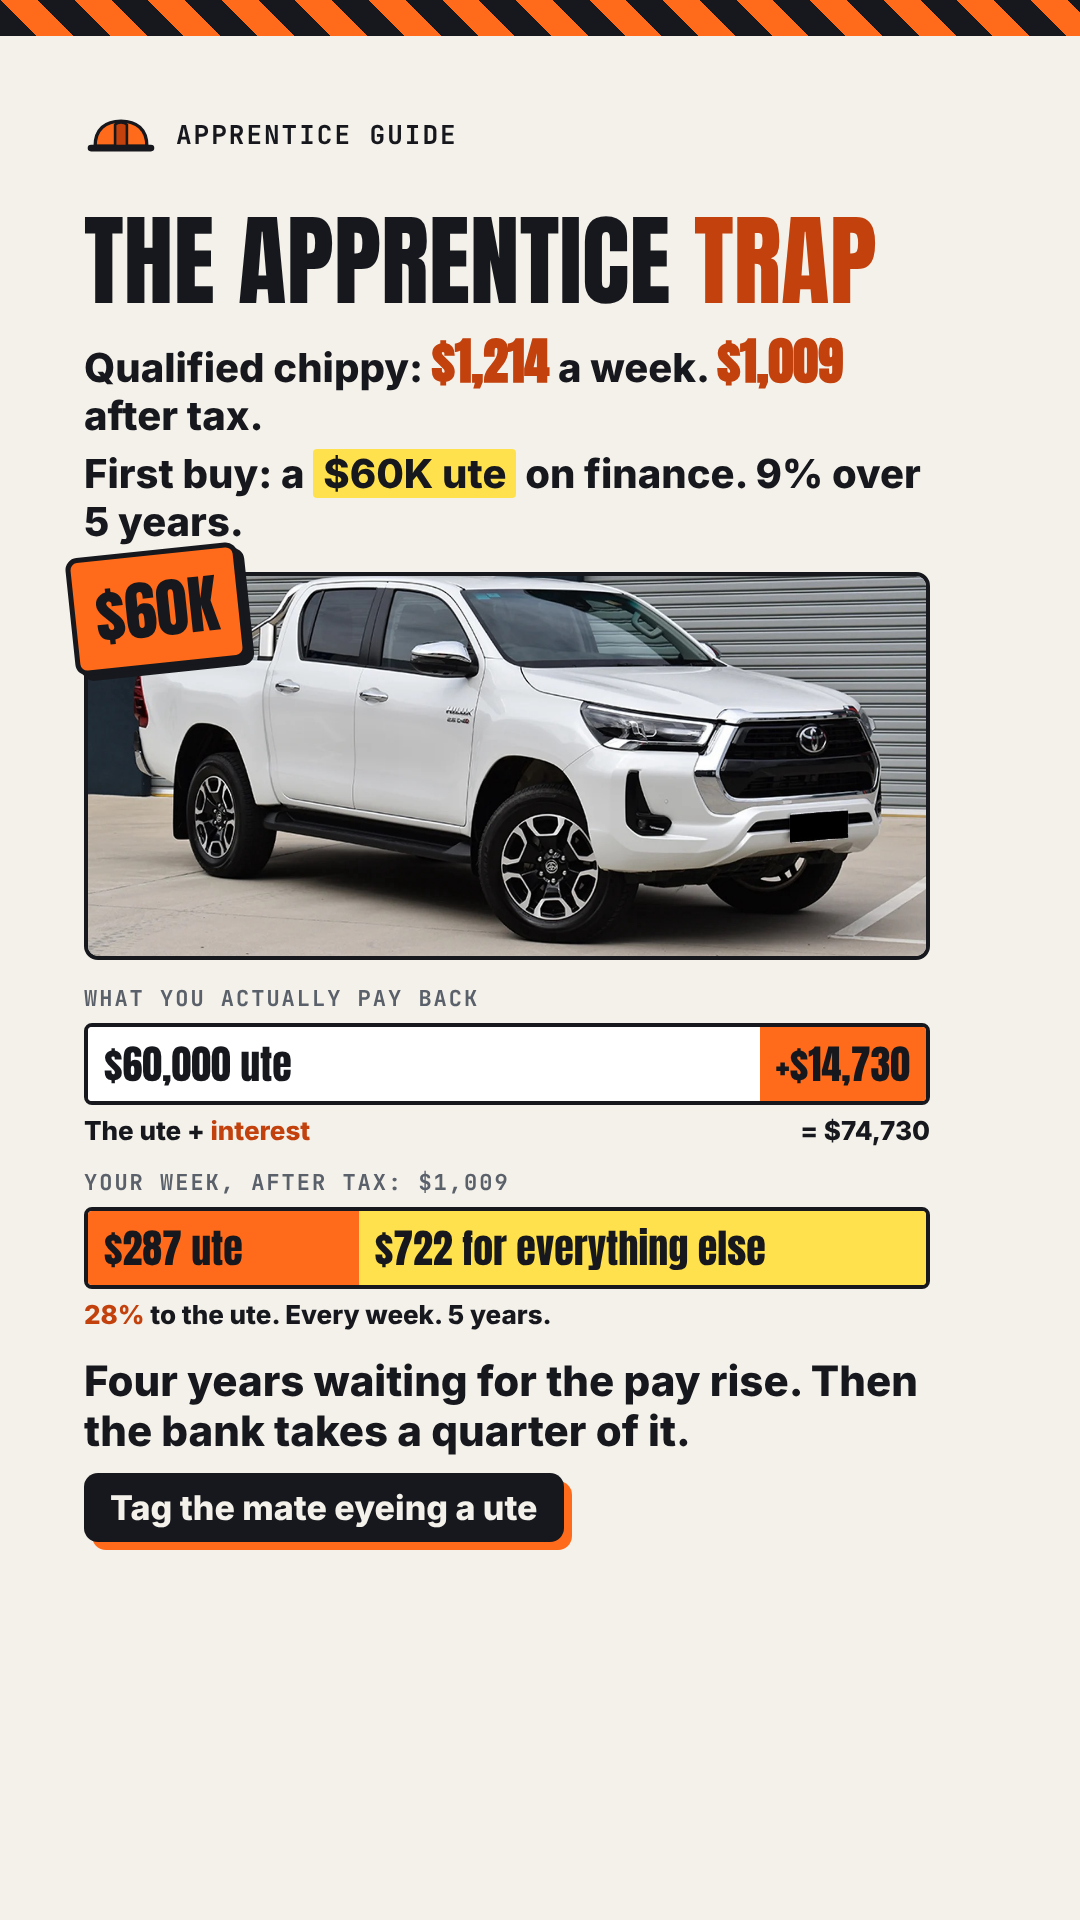 APPRENTICE GUIDE
THE APPRENTICE TRAP
Qualified chippy: $1,214 a week. $1,009
after tax.
First buy: a $60K ute on finance. 9% over
5 years.
$60K
HILUX
WHAT YOU ACTUALLY PAY BACK
$60,000 ute
+$14,730
The ute + interest
= $74,730
YOUR WEEK, AFTER TAX: $1,009
$287 ute
$722 for everything else
28% to the ute. Every week. 5 years.
Four years waiting for the pay rise. Then
the bank takes a quarter of it.
Tag the mate eyeing a ute